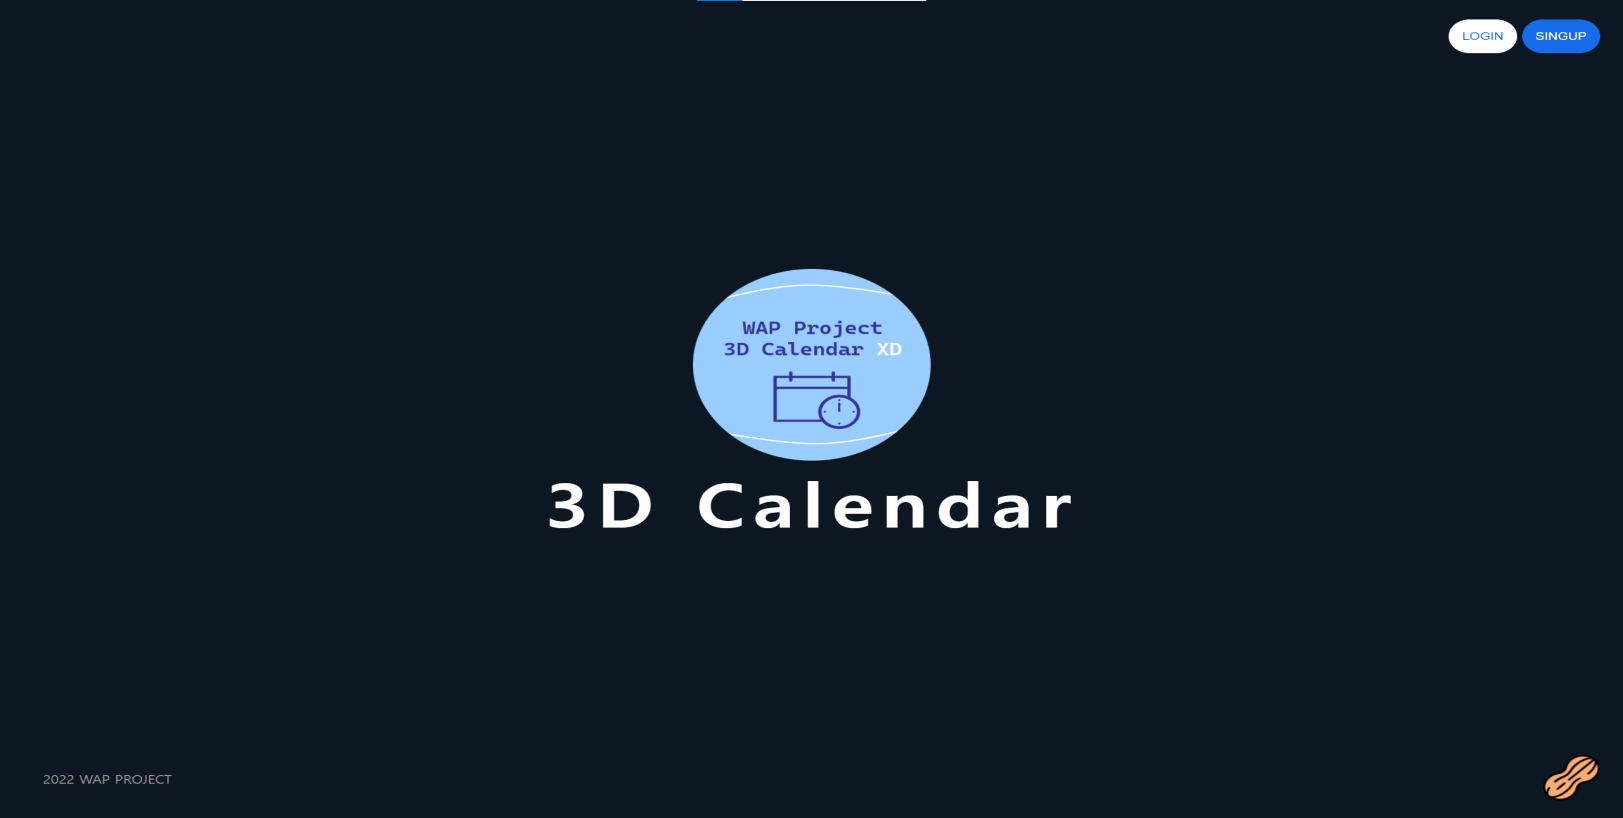 LOGIN SINGUP
WAP Project
3D Calendar XD
3D Calendar
2022 WAP PROJECT